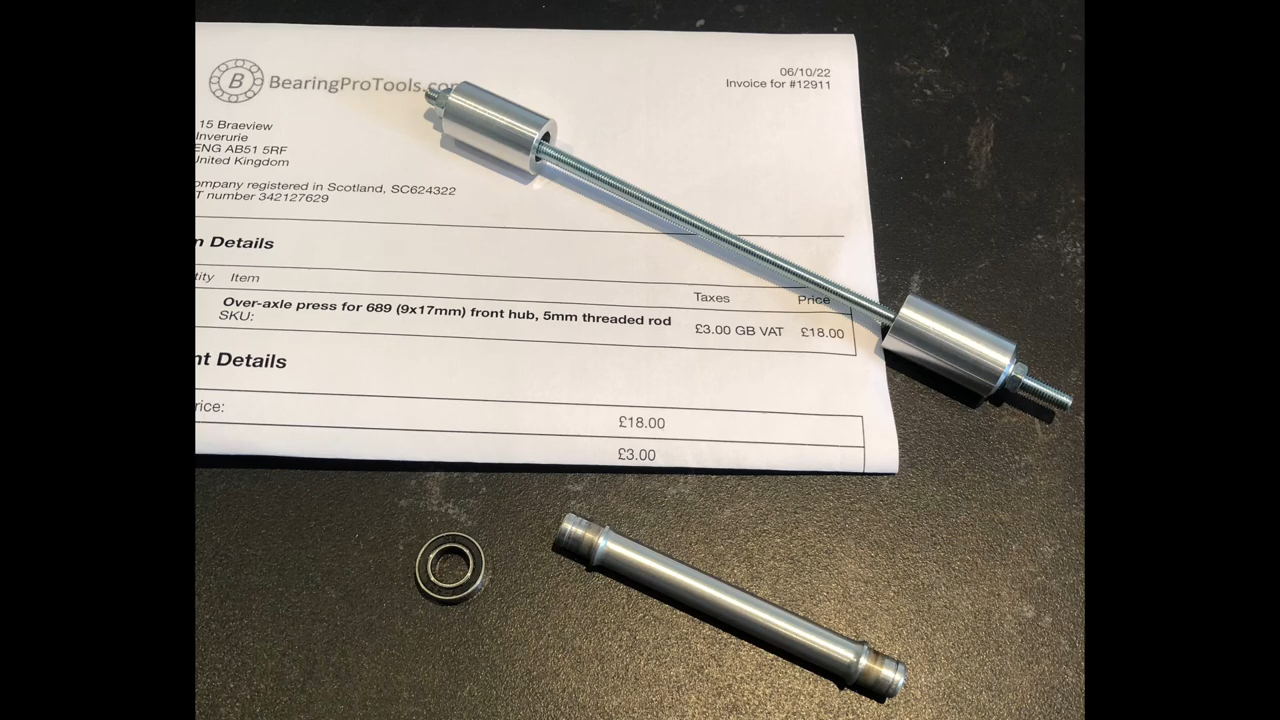 B BearingProTools.co
06/10/22
Invoice for #12911
15 Braeview
Inverurie
ENG AB51 5RF
United Kingdom
ompany registered in Scotland, SC624322
T number 342127629
m Details
tity Item
Taxes Price
Over-axle press for 689 (9x17mm) front hub, 5mm threaded rod
£3.00 GB VAT £18.00
SKU:
nt Details
rice:
£18.00
£3.00